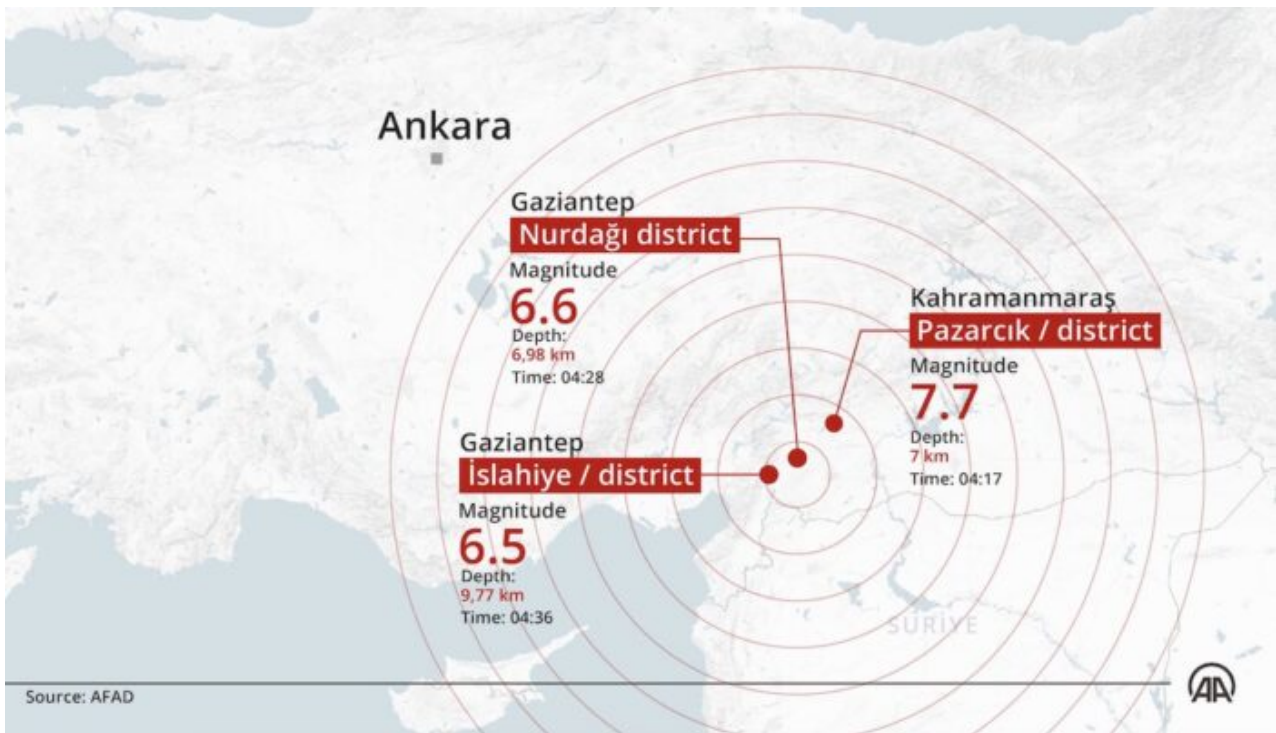 Ankara
Gaziantep
Nurdağı district
Magnitude
6.6
Depth:
6,98 km
Time: 04:28
Kahramanmaraş
Pazarcık / district
Magnitude
7.7
Depth:
7 km
Time: 04:17
Gaziantep
İslahiye / district
Magnitude
6.5
Depth:
9,77 km
Time: 04:36
SURİYE
Source: AFAD
AA